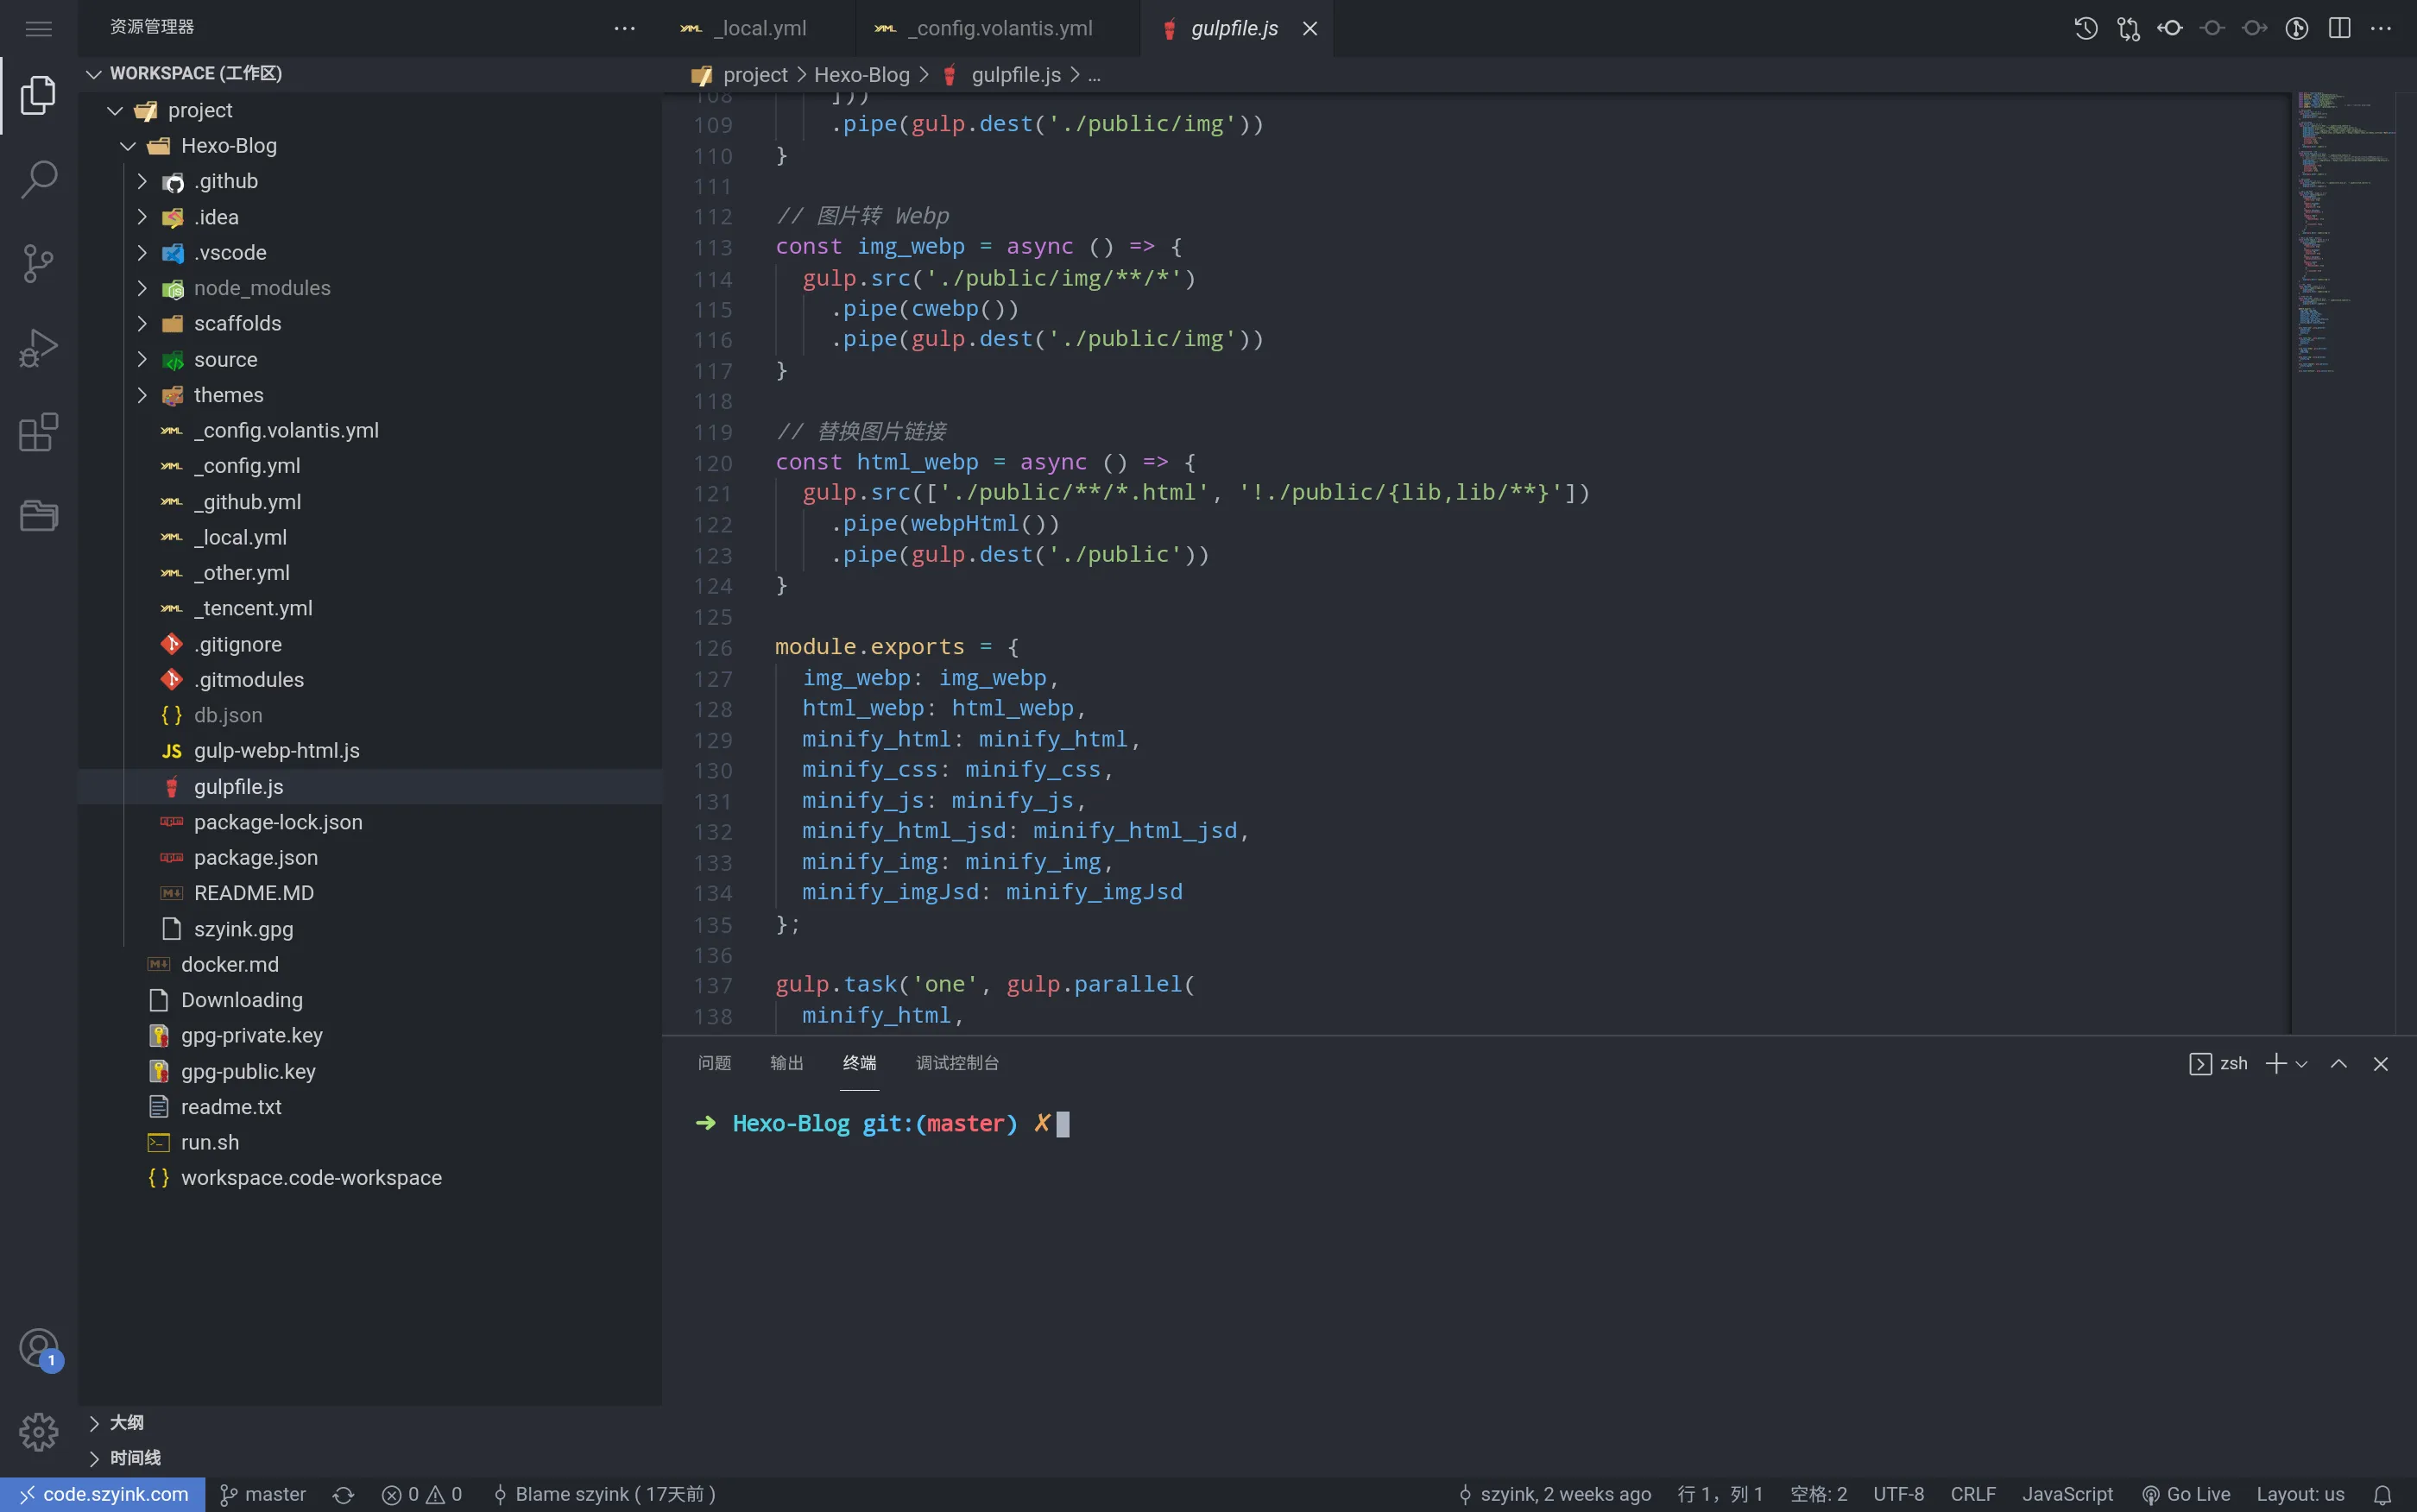 资源管理器
_local.yml
_config.volantis.yml
gulpfile.js
WORKSPACE (工作区)
project
Hexo-Blog
.github
.idea
.vscode
node_modules
scaffolds
source
themes
_config.volantis.yml
_config.yml
_github.yml
_local.yml
_other.yml
_tencent.yml
.gitignore
.gitmodules
db.json
JS gulp-webp-html.js
gulpfile.js
package-lock.json
package.json
README.MD
szyink.gpg
docker.md
Downloading
gpg-private.key
gpg-public.key
readme.txt
run.sh
workspace.code-workspace
大纲
时间线
project > Hexo-Blog > gulpfile.js > ...
108 ]))
109 .pipe(gulp.dest('./public/img'))
110 }
111
112 // 图片转 Webp
113 const img_webp = async () => {
114 gulp.src('./public/img/**/*')
115 .pipe(cwebp())
116 .pipe(gulp.dest('./public/img'))
117 }
118
119 // 替换图片链接
120 const html_webp = async () => {
121 gulp.src(['./public/**/*.html', '!./public/{lib,lib/**}'])
122 .pipe(webpHtml())
123 .pipe(gulp.dest('./public'))
124 }
125
126 module.exports = {
127 img_webp: img_webp,
128 html_webp: html_webp,
129 minify_html: minify_html,
130 minify_css: minify_css,
131 minify_js: minify_js,
132 minify_html_jsd: minify_html_jsd,
133 minify_img: minify_img,
134 minify_imgJsd: minify_imgJsd
135 };
136
137 gulp.task('one', gulp.parallel(
138 minify_html,
问题 输出 终端 调试控制台
zsh
➜ Hexo-Blog git:(master) ✗
1
code.szyink.com master 0 0 Blame szyink ( 17天前 )
szyink, 2 weeks ago 行 1，列 1 空格: 2 UTF-8 CRLF JavaScript Go Live Layout: us